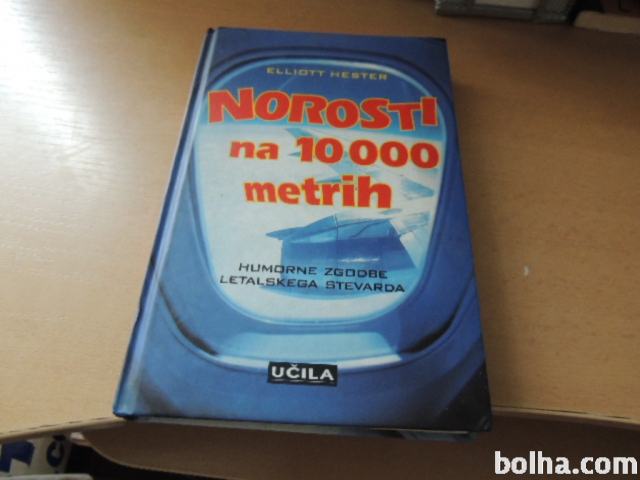 ELLIOTT HESTER
NOROSTI
na 10 000
metrih
HUMORNE ZGODBE
LETALSKEGA STEVARDA
UČILA
bolha.com